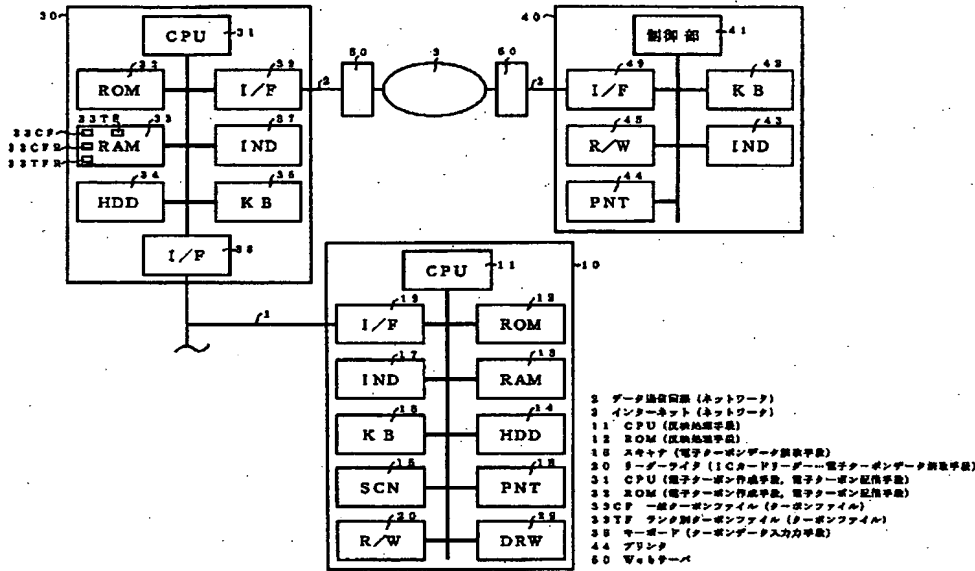 30
CPU
31
32
ROM
39
I/F
2
50
3
50
2
33TF
33
33CF
33CFR
33TFR
RAM
37
IND
34
HDD
35
KB
38
I/F
40
制御部
41
49
I/F
42
KB
45
R/W
43
IND
44
PNT
1
10
CPU
11
19
I/F
12
ROM
17
IND
13
RAM
KB
14
HDD
SCN
18
PNT
20
R/W
29
DRW
2 データ通信回線(ネットワーク)
3 インターネット(ネットワーク)
11 CPU(反映処理手段)
12 ROM(反映処理手段)
15 スキャナ(電子クーポンデータ読取手段)
20 リーダーライタ(ICカードリーダー…電子クーポンデータ読取手段)
31 CPU(電子クーポン作成手段,電子クーポン配信手段)
32 ROM(電子クーポン作成手段,電子クーポン配信手段)
33CF 一般クーポンファイル(クーポンファイル)
33TF ランク別クーポンファイル(クーポンファイル)
35 キーボード(クーポンデータ入力手段)
44 プリンタ
50 Webサーバ